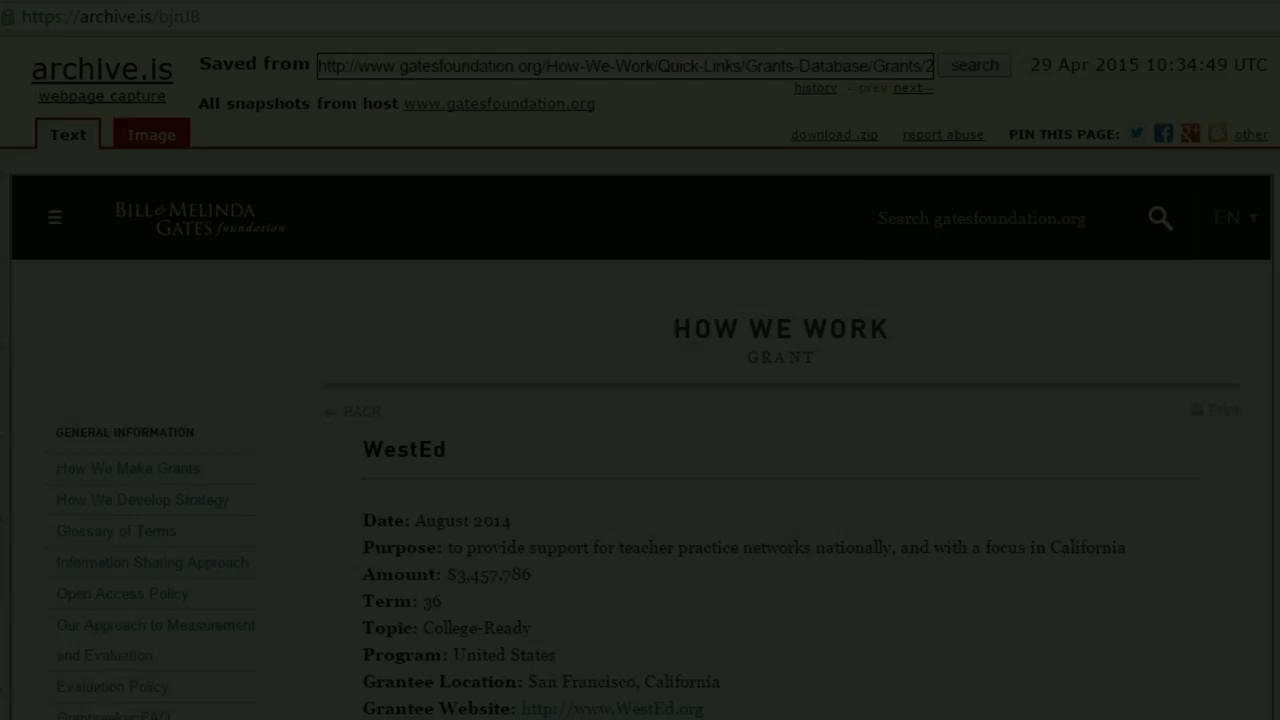 https://archive.is/bjnJB
archive.is
webpage capture
Saved from http://www.gatesfoundation.org/How-We-Work/Quick-Links/Grants-Database/Grants/2 search 29 Apr 2015 10:34:49 UTC
history ←prev next→
All snapshots from host www.gatesfoundation.org
Text Image download .zip report abuse PIN THIS PAGE: other
BILL & MELINDA
GATES foundation
Search gatesfoundation.org EN ▼
HOW WE WORK
GRANT
← BACK Print
GENERAL INFORMATION
How We Make Grants
How We Develop Strategy
Glossary of Terms
Information Sharing Approach
Open Access Policy
Our Approach to Measurement
and Evaluation
Evaluation Policy
Grantseeker FAQ
WestEd
Date: August 2014
Purpose: to provide support for teacher practice networks nationally, and with a focus in California
Amount: $3,457,786
Term: 36
Topic: College-Ready
Program: United States
Grantee Location: San Francisco, California
Grantee Website: http://www.WestEd.org